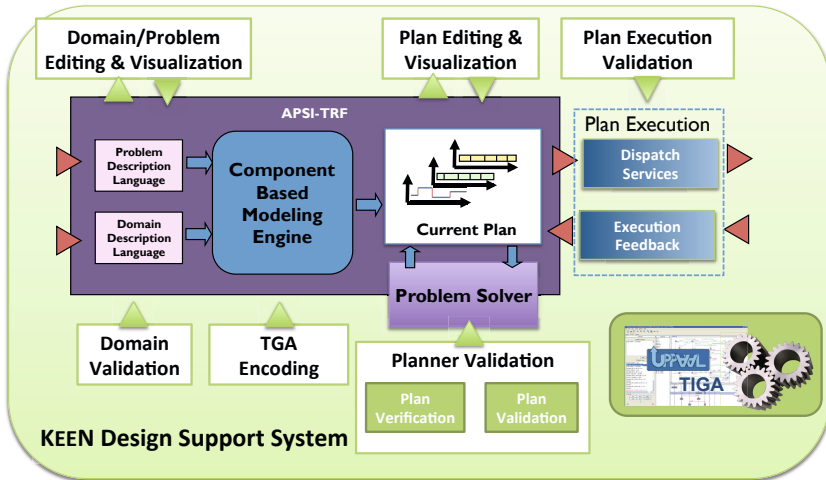 Domain/Problem
Editing & Visualization
Plan Editing &
Visualization
Plan Execution
Validation
APSI-TRF
Problem
Description
Language
Domain
Description
Language
Component
Based
Modeling
Engine
Current Plan
Problem Solver
Plan Execution
Dispatch
Services
Execution
Feedback
Domain
Validation
TGA
Encoding
Planner Validation
Plan
Verification
Plan
Validation
UPPAAL
TIGA
KEEN Design Support System